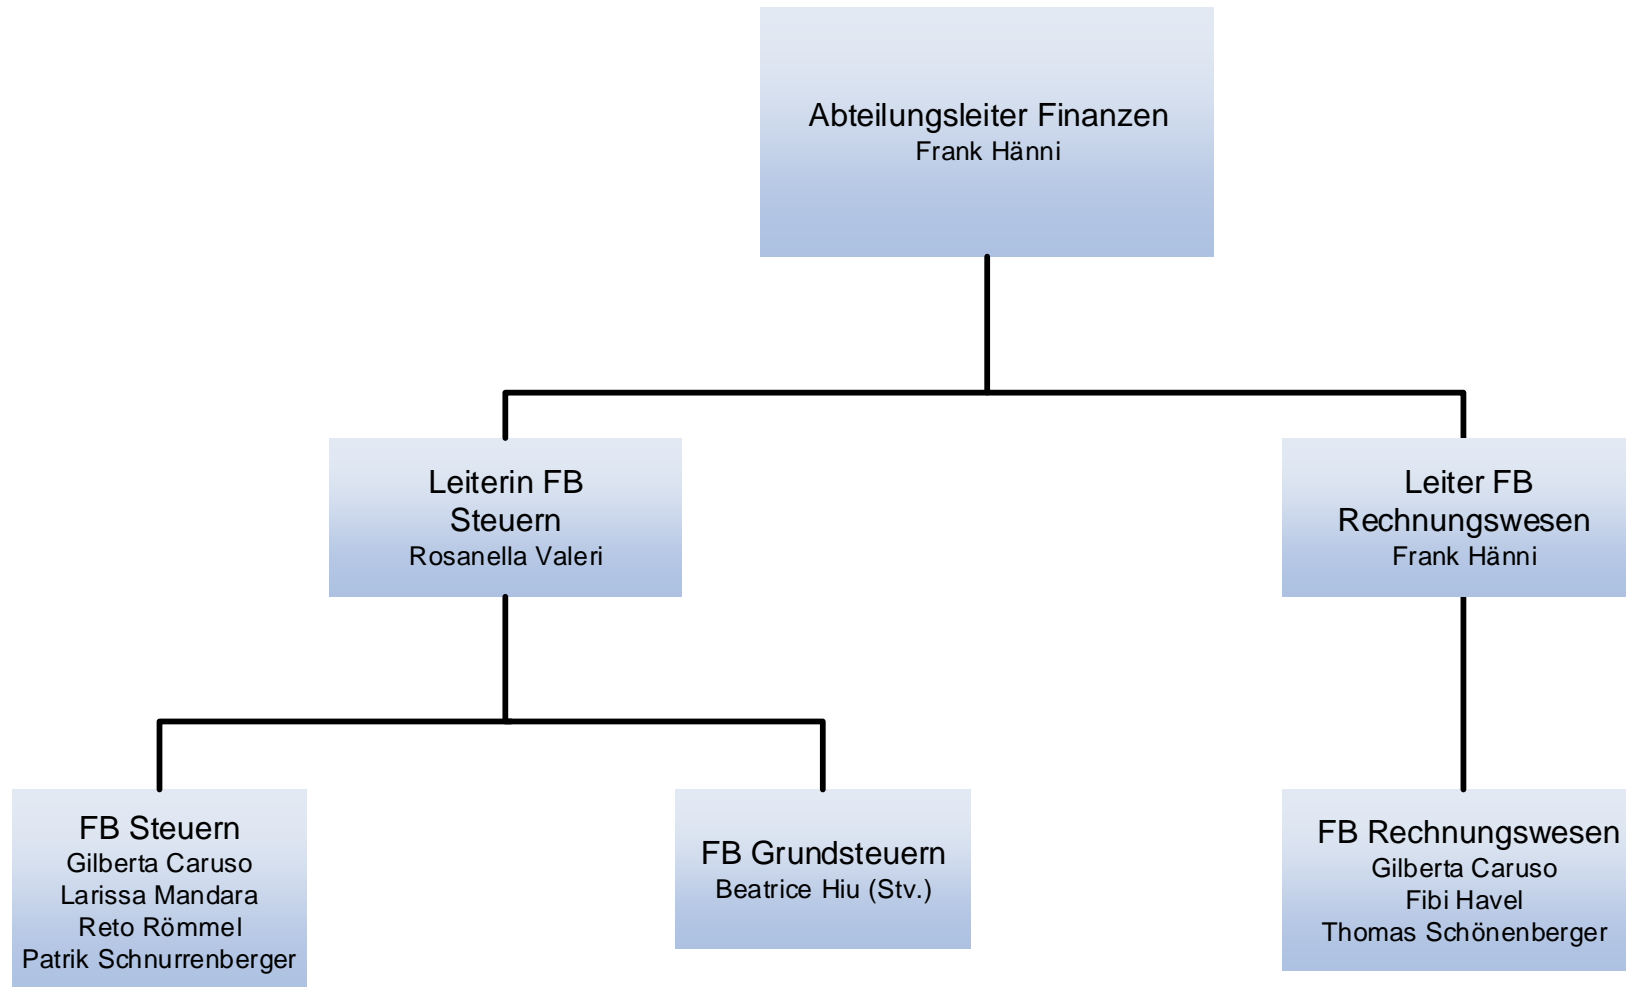 Abteilungsleiter Finanzen
Frank Hänni
Leiterin FB
Steuern
Rosanella Valeri
Leiter FB
Rechnungswesen
Frank Hänni
FB Steuern
Gilberta Caruso
Larissa Mandara
Reto Römmel
Patrik Schnurrenberger
FB Grundsteuern
Beatrice Hiu (Stv.)
FB Rechnungswesen
Gilberta Caruso
Fibi Havel
Thomas Schönenberger